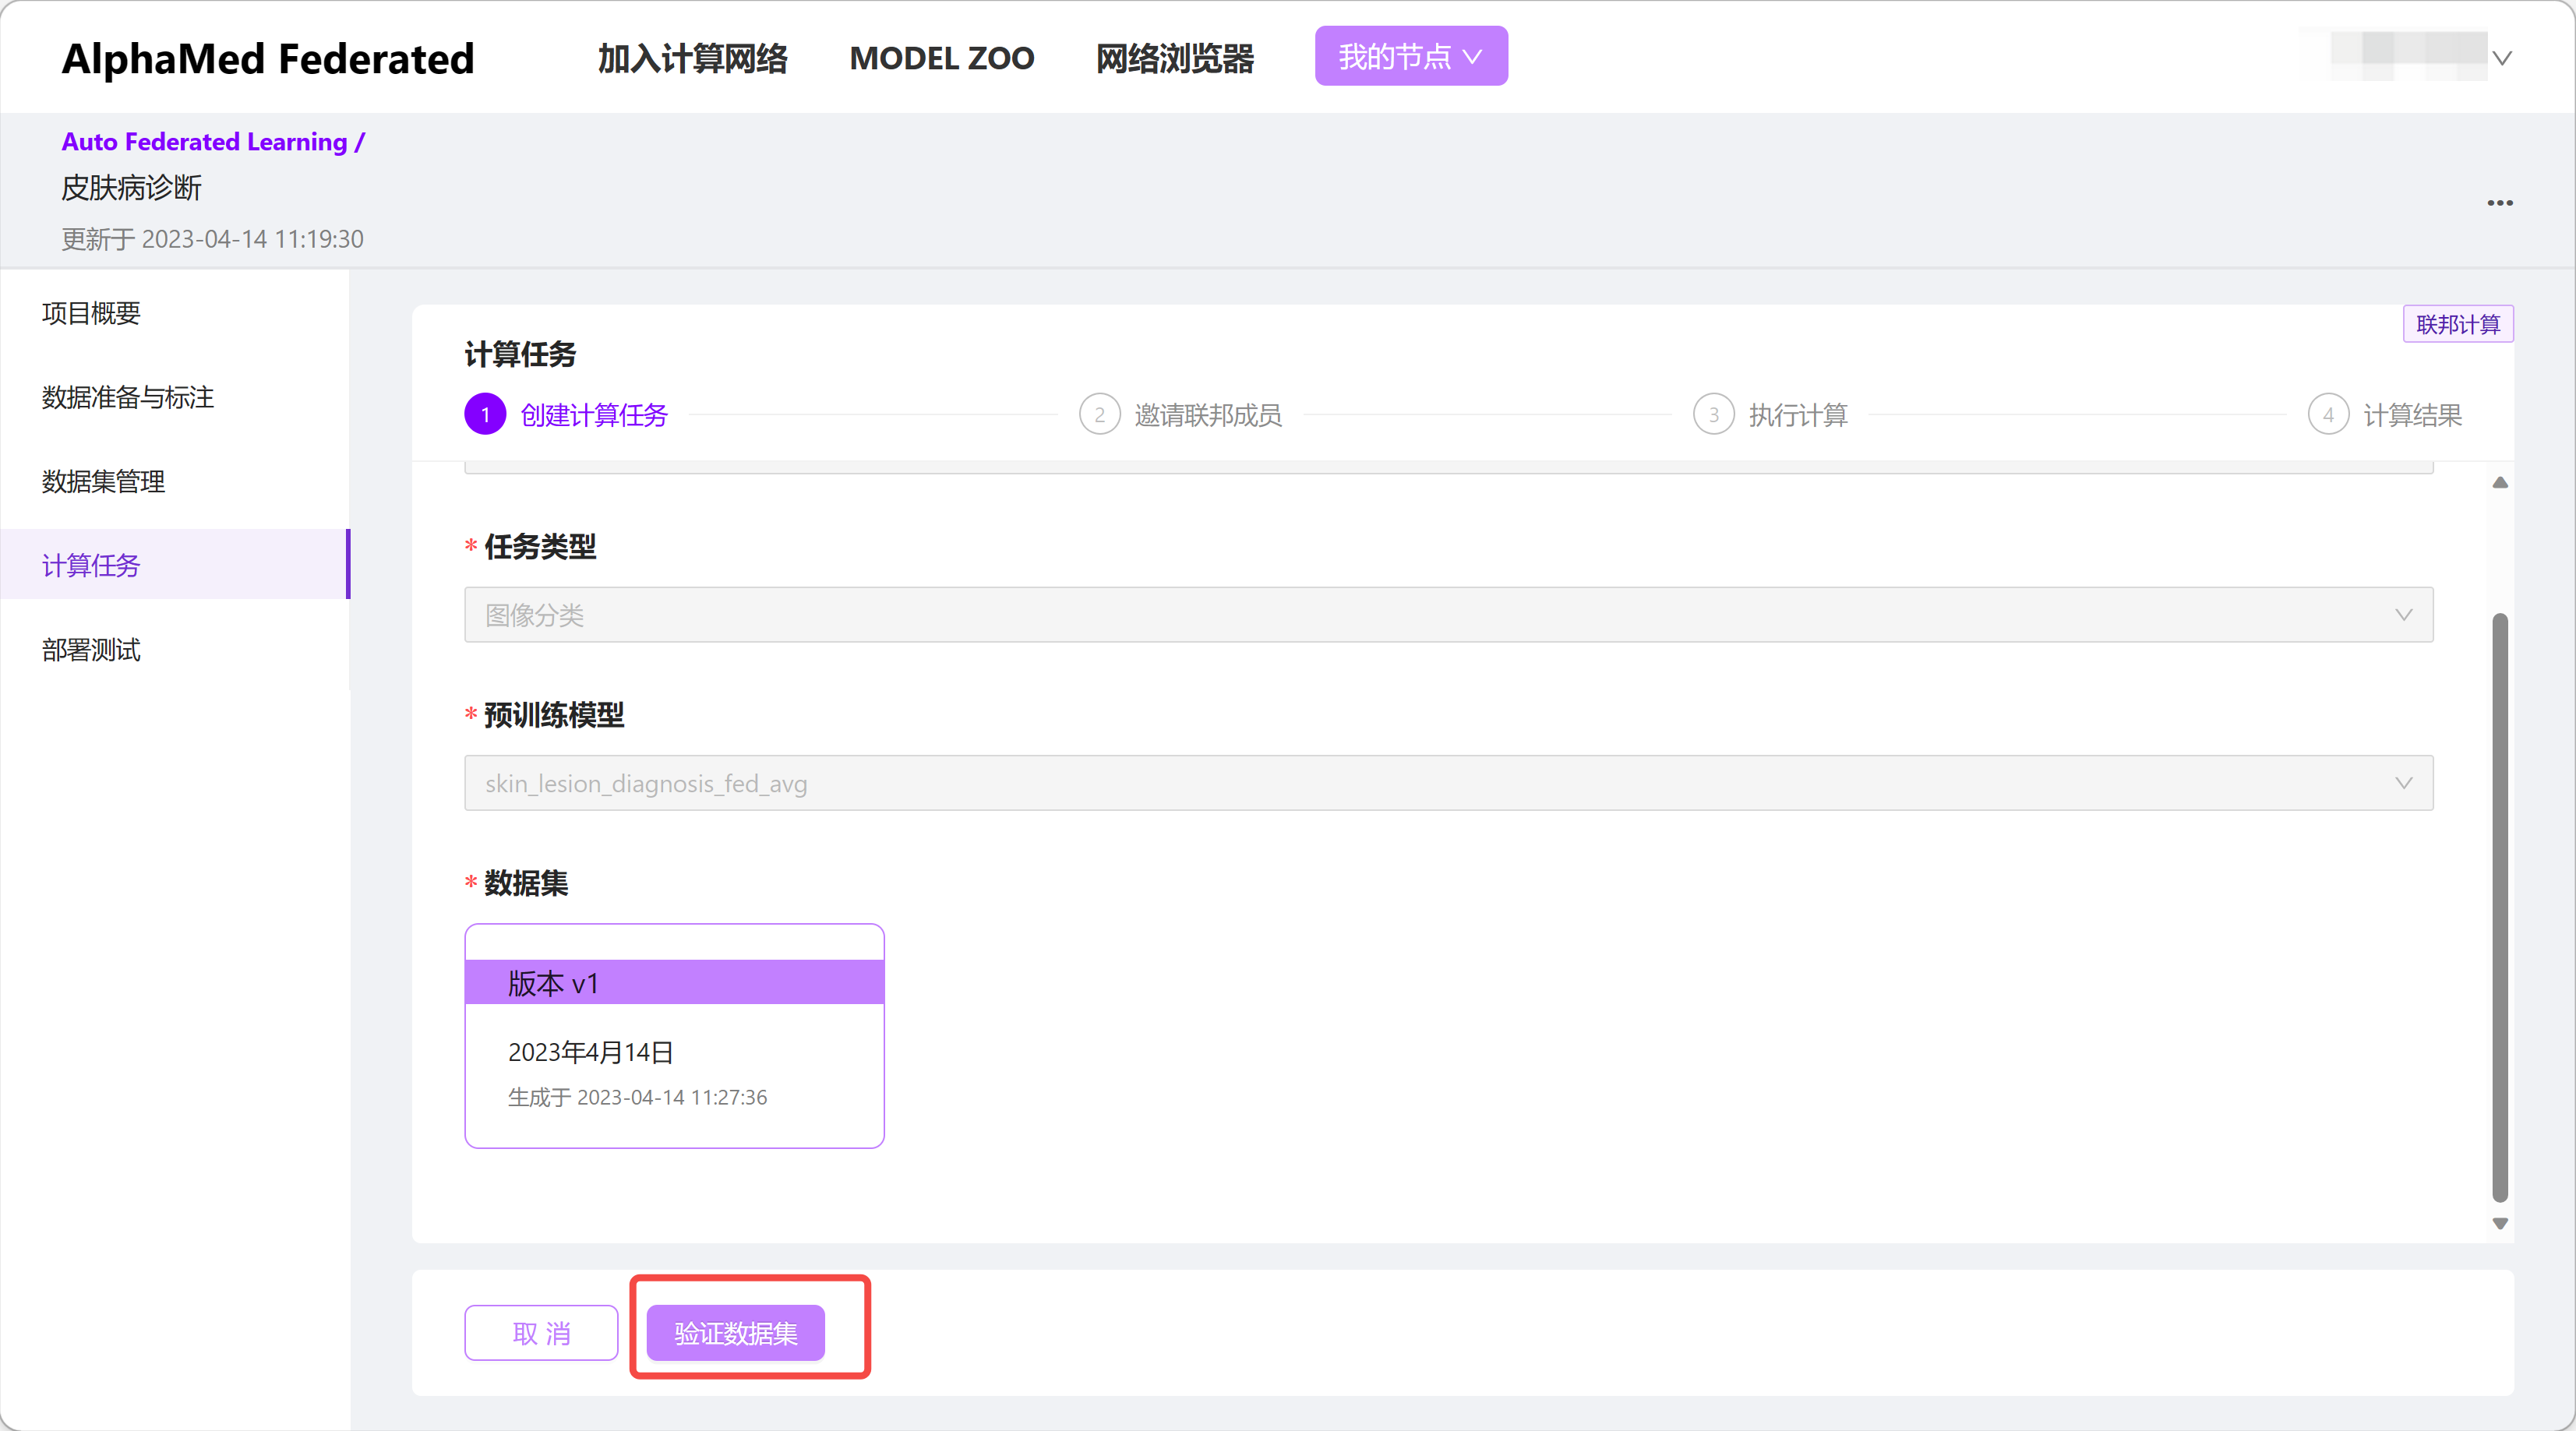 AlphaMed Federated
加入计算网络
MODEL ZOO
网络浏览器
我的节点
Auto Federated Learning /
皮肤病诊断
更新于 2023-04-14 11:19:30
项目概要
数据准备与标注
数据集管理
计算任务
部署测试
联邦计算
计算任务
1 创建计算任务
2 邀请联邦成员
3 执行计算
4 计算结果
* 任务类型
图像分类
* 预训练模型
skin_lesion_diagnosis_fed_avg
* 数据集
版本 v1
2023年4月14日
生成于 2023-04-14 11:27:36
取 消
验证数据集